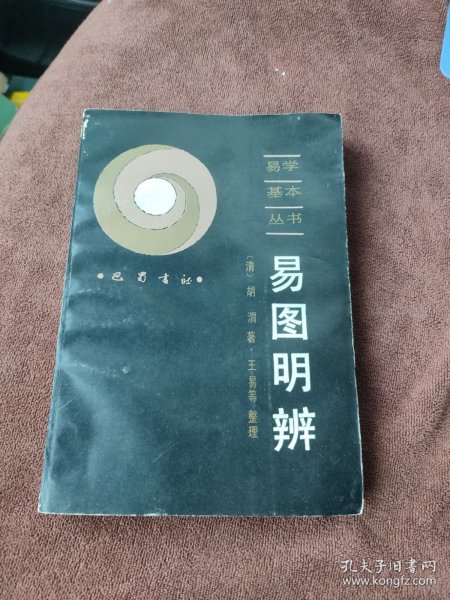 易学
基本
丛书
易图明辨
〔清〕胡渭著·王易等整理
•巴蜀書社•
孔夫子旧书网
www.kongfz.com